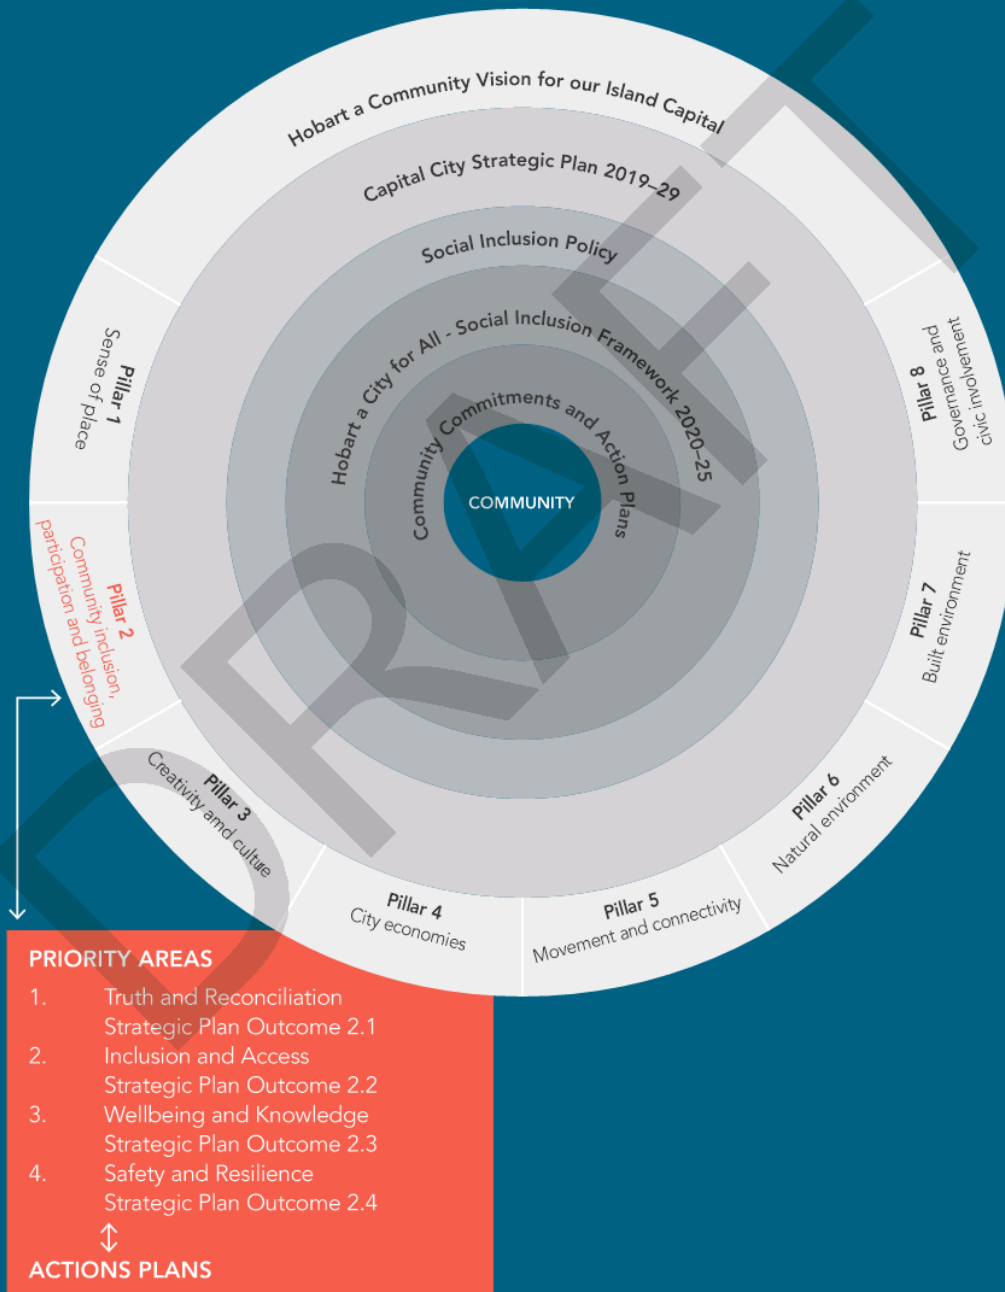 Hobart a Community Vision for our Island Capital
Capital City Strategic Plan 2019–29
Social Inclusion Policy
Hobart a City for All - Social Inclusion Framework 2020–25
Community Commitments and Action Plans
COMMUNITY
Pillar 1
Sense of place
Pillar 2
Community inclusion,
participation and belonging
Pillar 3
Creativity amd culture
Pillar 4
City economies
Pillar 5
Movement and connectivity
Pillar 6
Natural environment
Pillar 7
Built environment
Pillar 8
Governance and
civic involvement
DRAFT
PRIORITY AREAS
1. Truth and Reconciliation
Strategic Plan Outcome 2.1
2. Inclusion and Access
Strategic Plan Outcome 2.2
3. Wellbeing and Knowledge
Strategic Plan Outcome 2.3
4. Safety and Resilience
Strategic Plan Outcome 2.4
ACTIONS PLANS